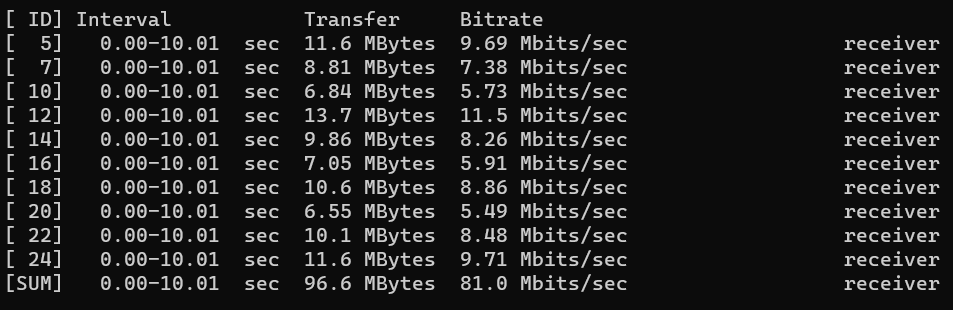 [ ID] Interval           Transfer     Bitrate
[  5]   0.00-10.01  sec  11.6 MBytes  9.69 Mbits/sec                  receiver
[  7]   0.00-10.01  sec  8.81 MBytes  7.38 Mbits/sec                  receiver
[ 10]   0.00-10.01  sec  6.84 MBytes  5.73 Mbits/sec                  receiver
[ 12]   0.00-10.01  sec  13.7 MBytes  11.5 Mbits/sec                  receiver
[ 14]   0.00-10.01  sec  9.86 MBytes  8.26 Mbits/sec                  receiver
[ 16]   0.00-10.01  sec  7.05 MBytes  5.91 Mbits/sec                  receiver
[ 18]   0.00-10.01  sec  10.6 MBytes  8.86 Mbits/sec                  receiver
[ 20]   0.00-10.01  sec  6.55 MBytes  5.49 Mbits/sec                  receiver
[ 22]   0.00-10.01  sec  10.1 MBytes  8.48 Mbits/sec                  receiver
[ 24]   0.00-10.01  sec  11.6 MBytes  9.71 Mbits/sec                  receiver
[SUM]   0.00-10.01  sec  96.6 MBytes  81.0 Mbits/sec                  receiver